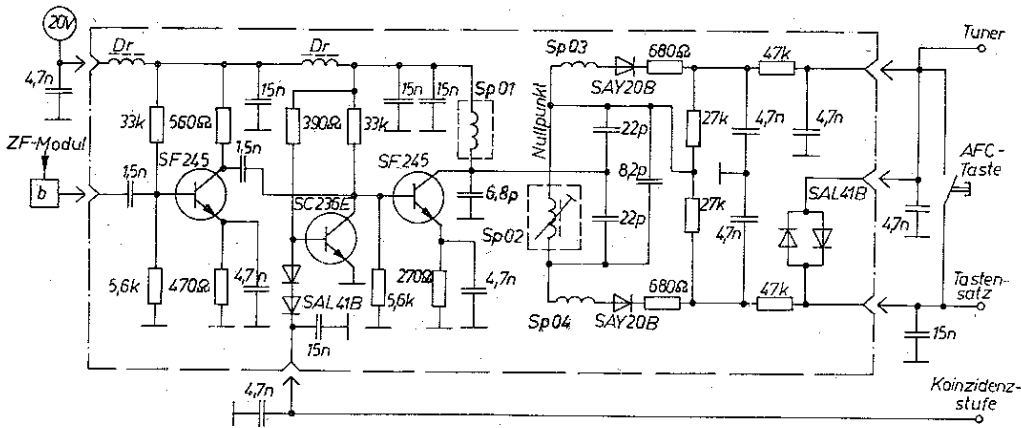 20V
Dr
Dr
Sp03
680Ω
47k
Tuner
4,7n
15n
15n
15n
Sp01
SAY20B
33k
560Ω
390Ω
33k
Nullpunkt
22p
27k
4,7n
4,7n
ZF-Modul
1,5n
SF245
SF245
8,2p
AFC-
Taste
b
1,5n
SC236E
6,8p
SAL41B
Sp02
22p
27k
4,7n
4,7n
5,6k
470Ω
4,7n
SAL41B
5,6k
270Ω
4,7n
680Ω
47k
Tasten-
satz
15n
Sp04
SAY20B
15n
4,7n
Koinzidenz-
stufe